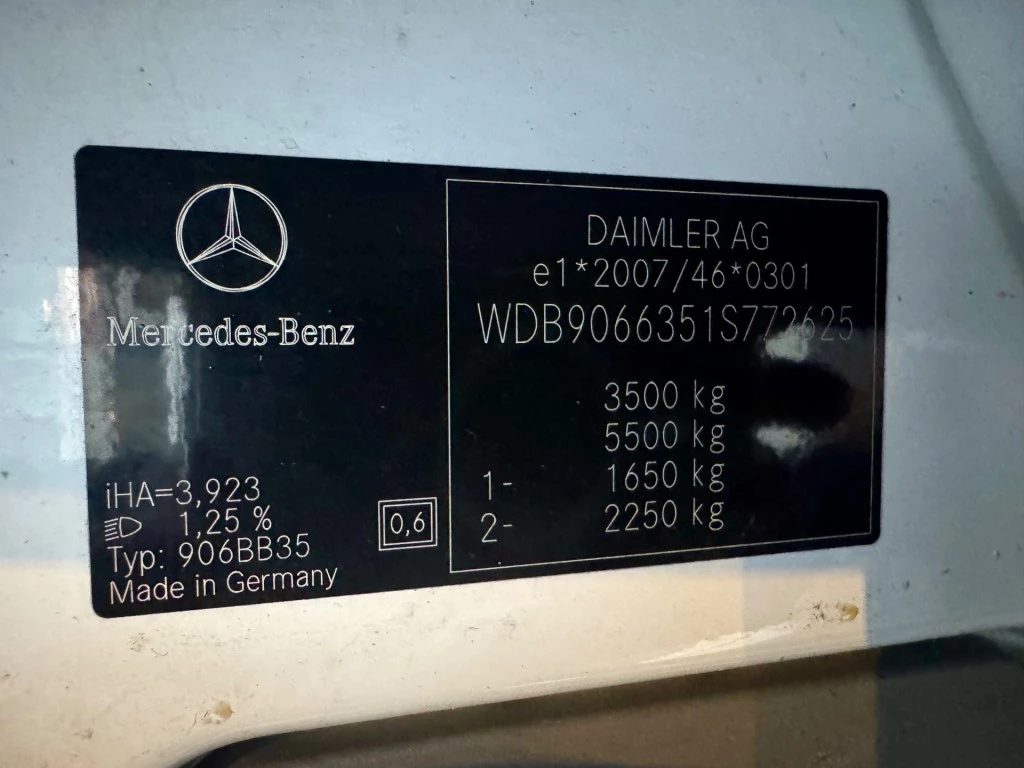 Mercedes-Benz
iHA=3,923
1,25 %
Typ: 906BB35
Made in Germany
0,6
DAIMLER AG
e1*2007/46*0301
WDB9066351S772625
3500 kg
5500 kg
1- 1650 kg
2- 2250 kg